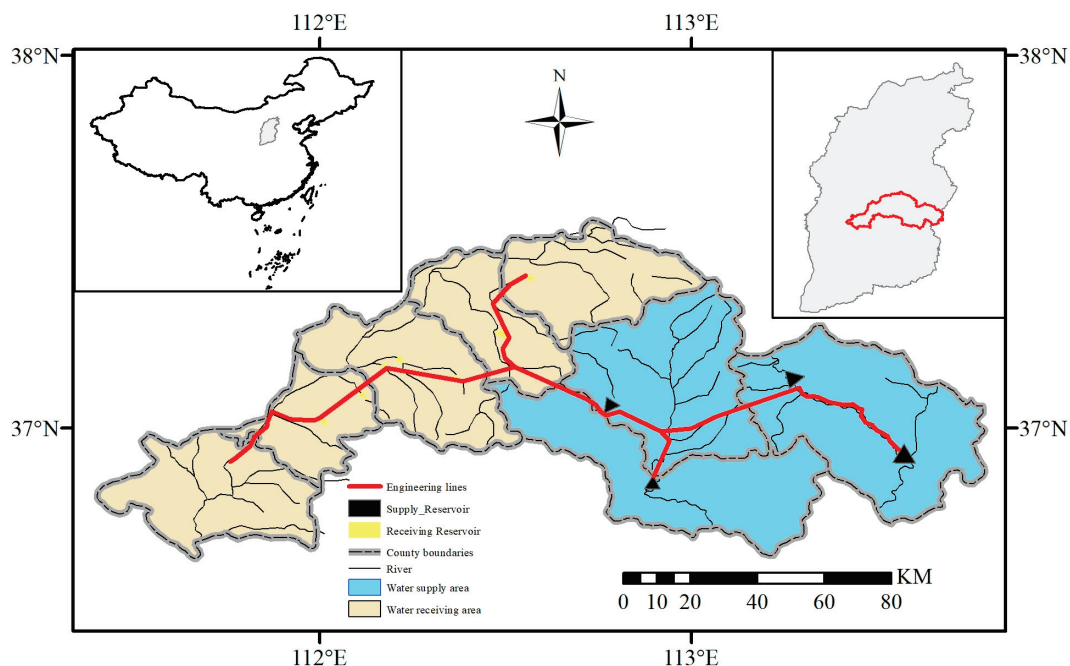 112°E 113°E
38°N 38°N
N
37°N 37°N
Engineering lines
Supply_Reservoir
Receiving Reservoir
County boundaries
River
Water supply area
Water receiving area
KM
0 10 20 40 60 80
112°E 113°E